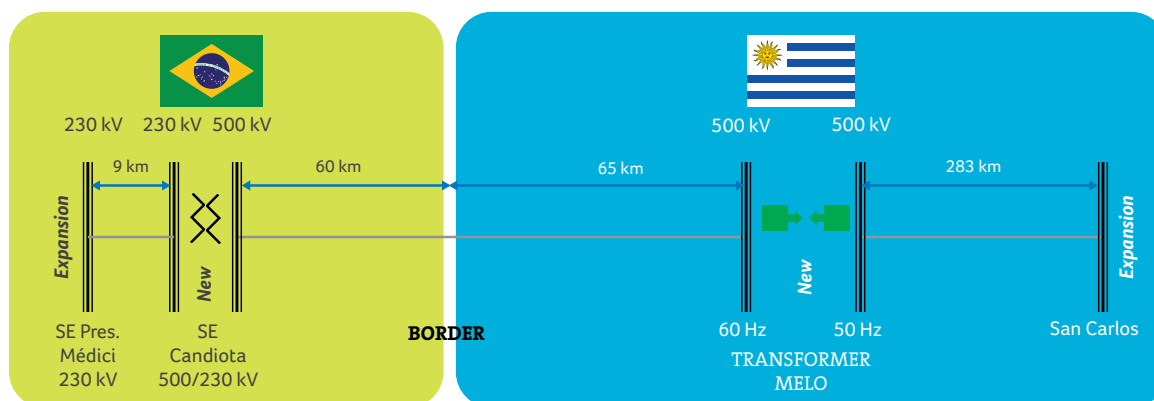 230 kV 230 kV 500 kV 500 kV 500 kV
9 km 60 km 65 km 283 km
Expansion
New
New
Expansion
SE Pres.
Médici
230 kV
SE
Candiota
500/230 kV
BORDER
60 Hz 50 Hz
TRANSFORMER
MELO
San Carlos